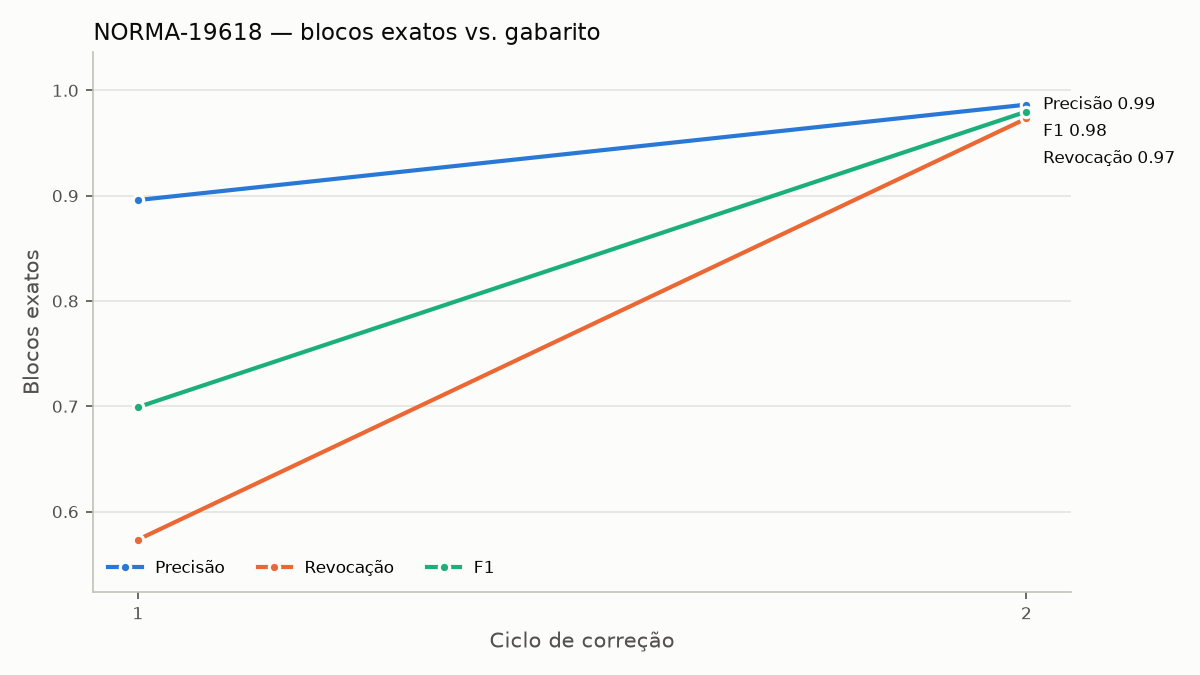 NORMA-19618 — blocos exatos vs. gabarito
Blocos exatos
1.0
0.9
0.8
0.7
0.6
Precisão 0.99
F1 0.98
Revocação 0.97
Precisão
Revocação
F1
1
2
Ciclo de correção